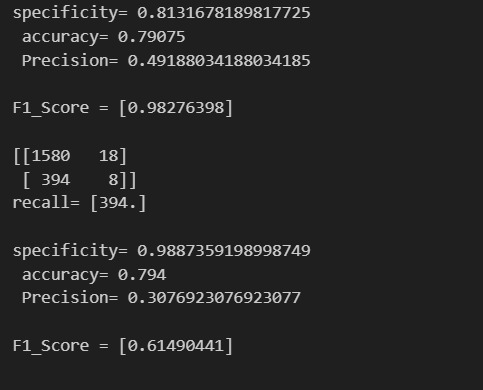 specificity= 0.8131678189817725
accuracy= 0.79075
Precision= 0.49188034188034185
F1_Score = [0.98276398]
[[1580 18]
[ 394 8]]
recall= [394.]
specificity= 0.9887359198998749
accuracy= 0.794
Precision= 0.3076923076923077
F1_Score = [0.61490441]